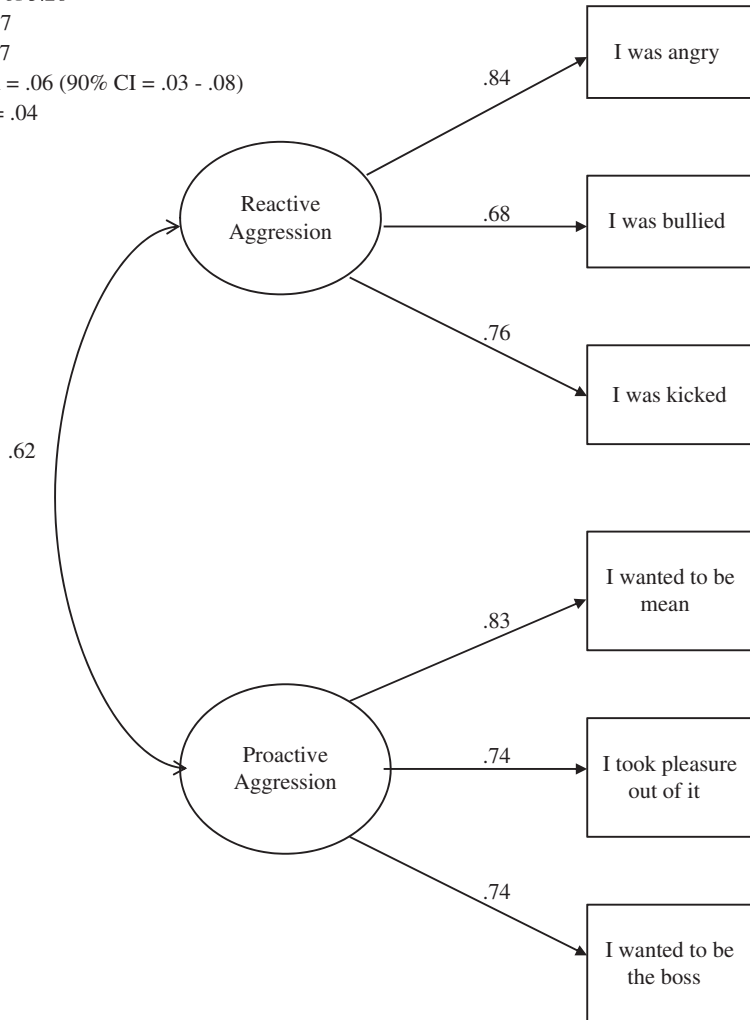 7
7
= .06 (90% CI = .03 - .08)
= .04
I was angry
.84
Reactive
Aggression
.68
I was bullied
.76
I was kicked
.62
I wanted to be
mean
.83
Proactive
Aggression
.74
I took pleasure
out of it
.74
I wanted to be
the boss